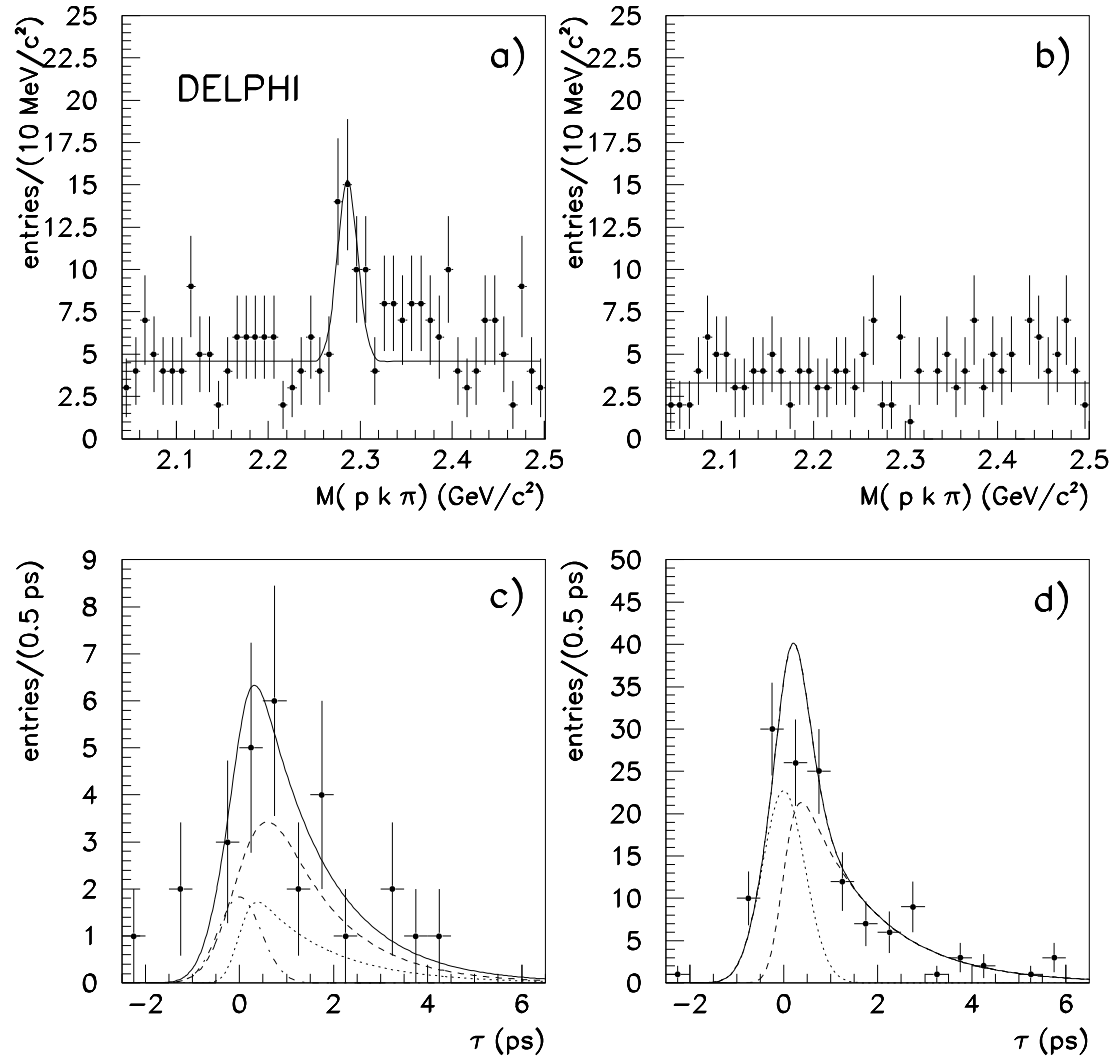 a)
DELPHI
entries/(10 MeV/c²)
25
22.5
20
17.5
15
12.5
10
7.5
5
2.5
0
2.1 2.2 2.3 2.4 2.5
M( p k π) (GeV/c²)
b)
entries/(10 MeV/c²)
25
22.5
20
17.5
15
12.5
10
7.5
5
2.5
0
2.1 2.2 2.3 2.4 2.5
M( p k π) (GeV/c²)
c)
entries/(0.5 ps)
9
8
7
6
5
4
3
2
1
0
−2 0 2 4 6
τ (ps)
d)
entries/(0.5 ps)
50
45
40
35
30
25
20
15
10
5
0
−2 0 2 4 6
τ (ps)